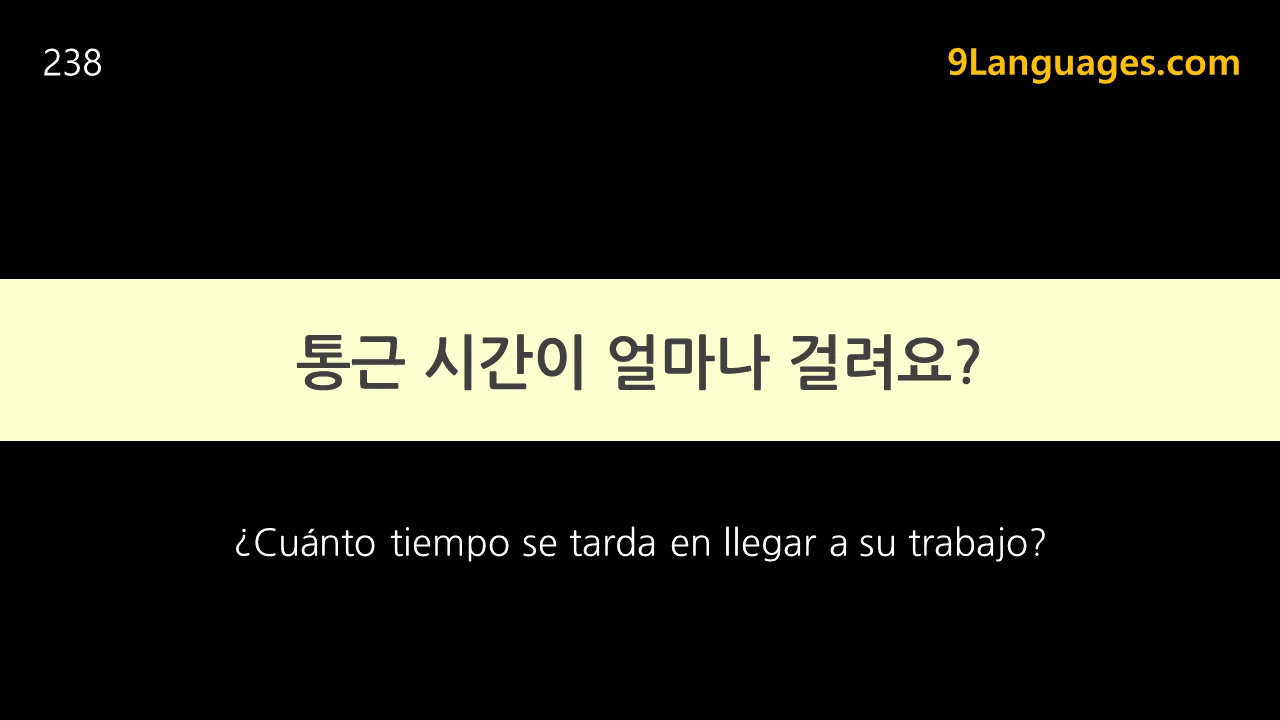 238
9Languages.com
통근 시간이 얼마나 걸려요?
¿Cuánto tiempo se tarda en llegar a su trabajo?